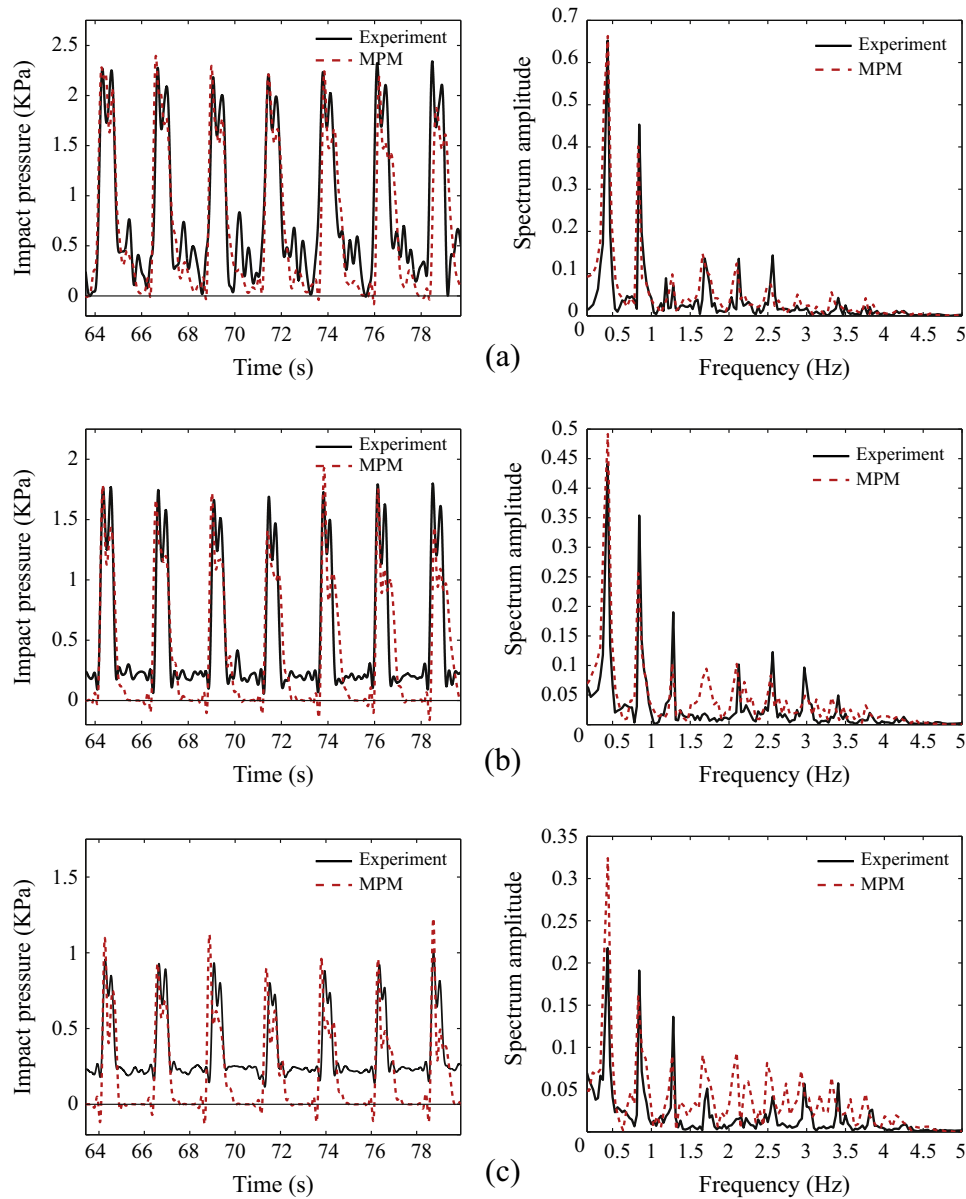 Experiment
MPM
2.5
2
1.5
1
0.5
0
Impact pressure (KPa)
64 66 68 70 72 74 76 78
Time (s)
Experiment
MPM
0.7
0.6
0.5
0.4
0.3
0.2
0.1
0
Spectrum amplitude
0.5 1 1.5 2 2.5 3 3.5 4 4.5 5
Frequency (Hz)
(a)
Experiment
MPM
2
1.5
1
0.5
0
Impact pressure (KPa)
64 66 68 70 72 74 76 78
Time (s)
Experiment
MPM
0.5
0.45
0.4
0.35
0.3
0.25
0.2
0.15
0.1
0.05
0
Spectrum amplitude
0.5 1 1.5 2 2.5 3 3.5 4 4.5 5
Frequency (Hz)
(b)
Experiment
MPM
1.5
1
0.5
0
Impact pressure (KPa)
64 66 68 70 72 74 76 78
Time (s)
Experiment
MPM
0.35
0.3
0.25
0.2
0.15
0.1
0.05
0
Spectrum amplitude
0.5 1 1.5 2 2.5 3 3.5 4 4.5 5
Frequency (Hz)
(c)